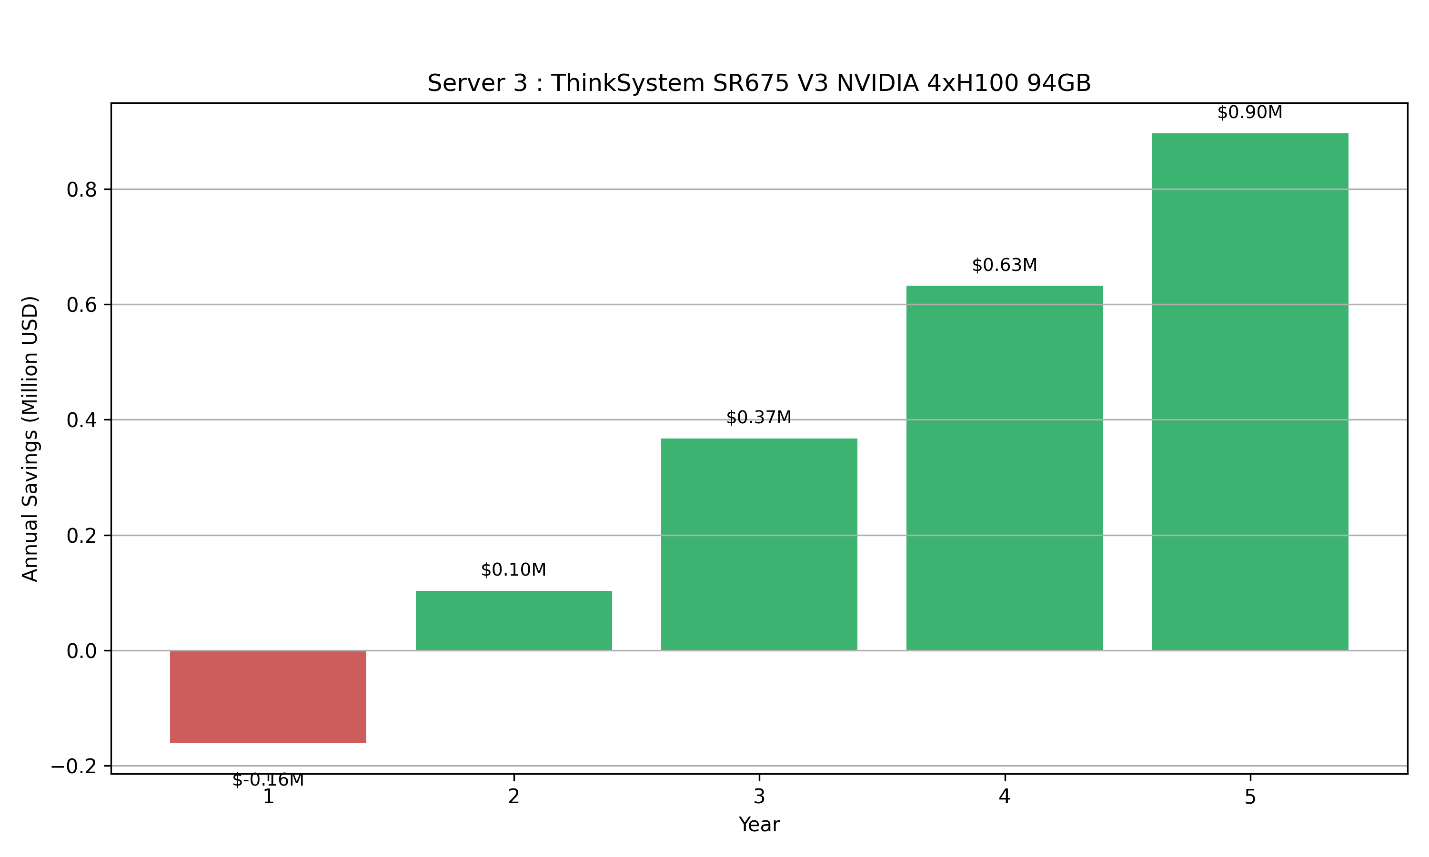 Server 3 : ThinkSystem SR675 V3 NVIDIA 4xH100 94GB
$0.90M
0.8
$0.63M
0.6
$0.37M
0.4
$0.10M
0.2
0.0
−0.2
$-0.16M
1 2 3 4 5
Year
Annual Savings (Million USD)